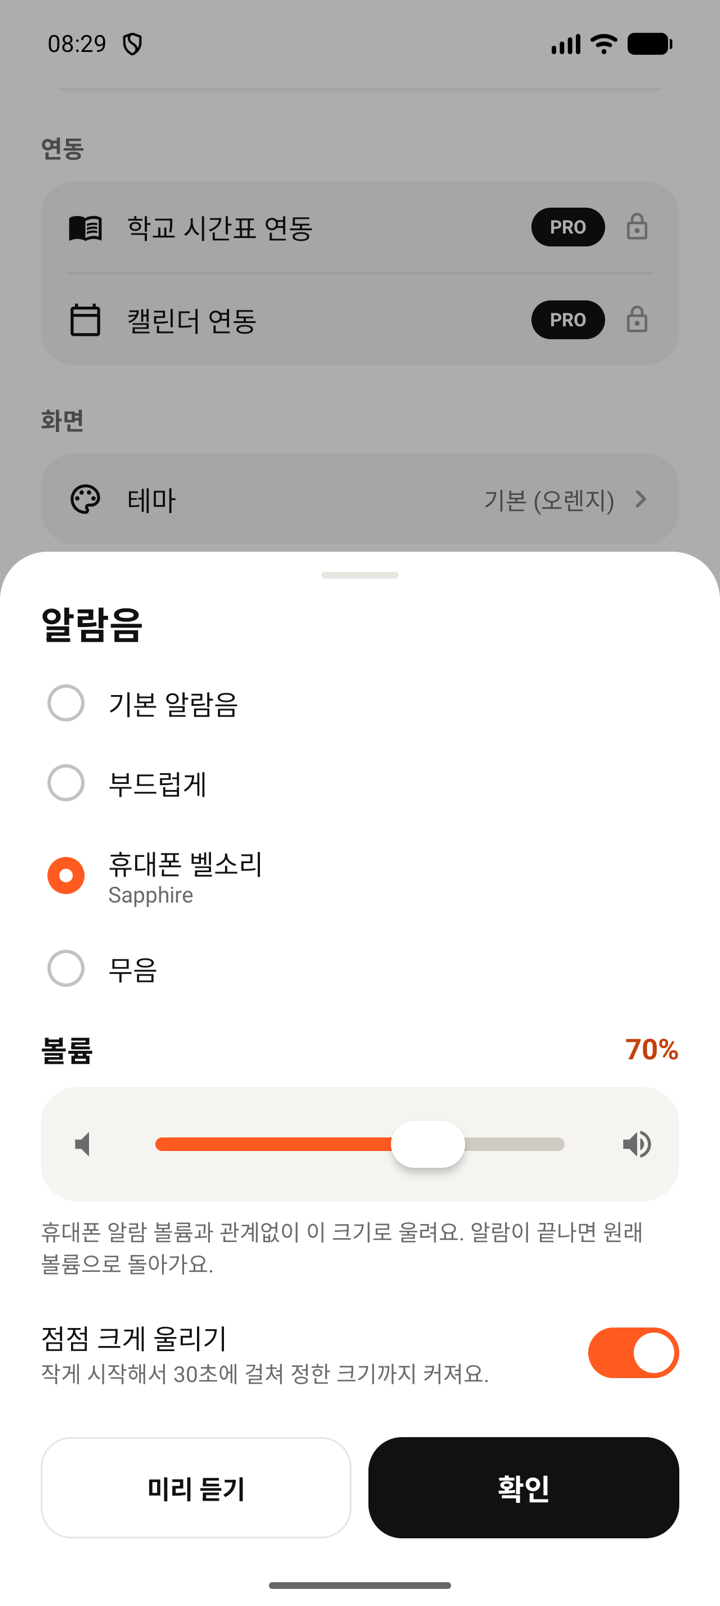 08:29
연동
학교 시간표 연동 PRO
캘린더 연동 PRO
화면
테마 기본 (오렌지)
알람음
기본 알람음
부드럽게
휴대폰 벨소리
Sapphire
무음
볼륨 70%
휴대폰 알람 볼륨과 관계없이 이 크기로 울려요. 알람이 끝나면 원래
볼륨으로 돌아가요.
점점 크게 울리기
작게 시작해서 30초에 걸쳐 정한 크기까지 커져요.
미리 듣기 확인